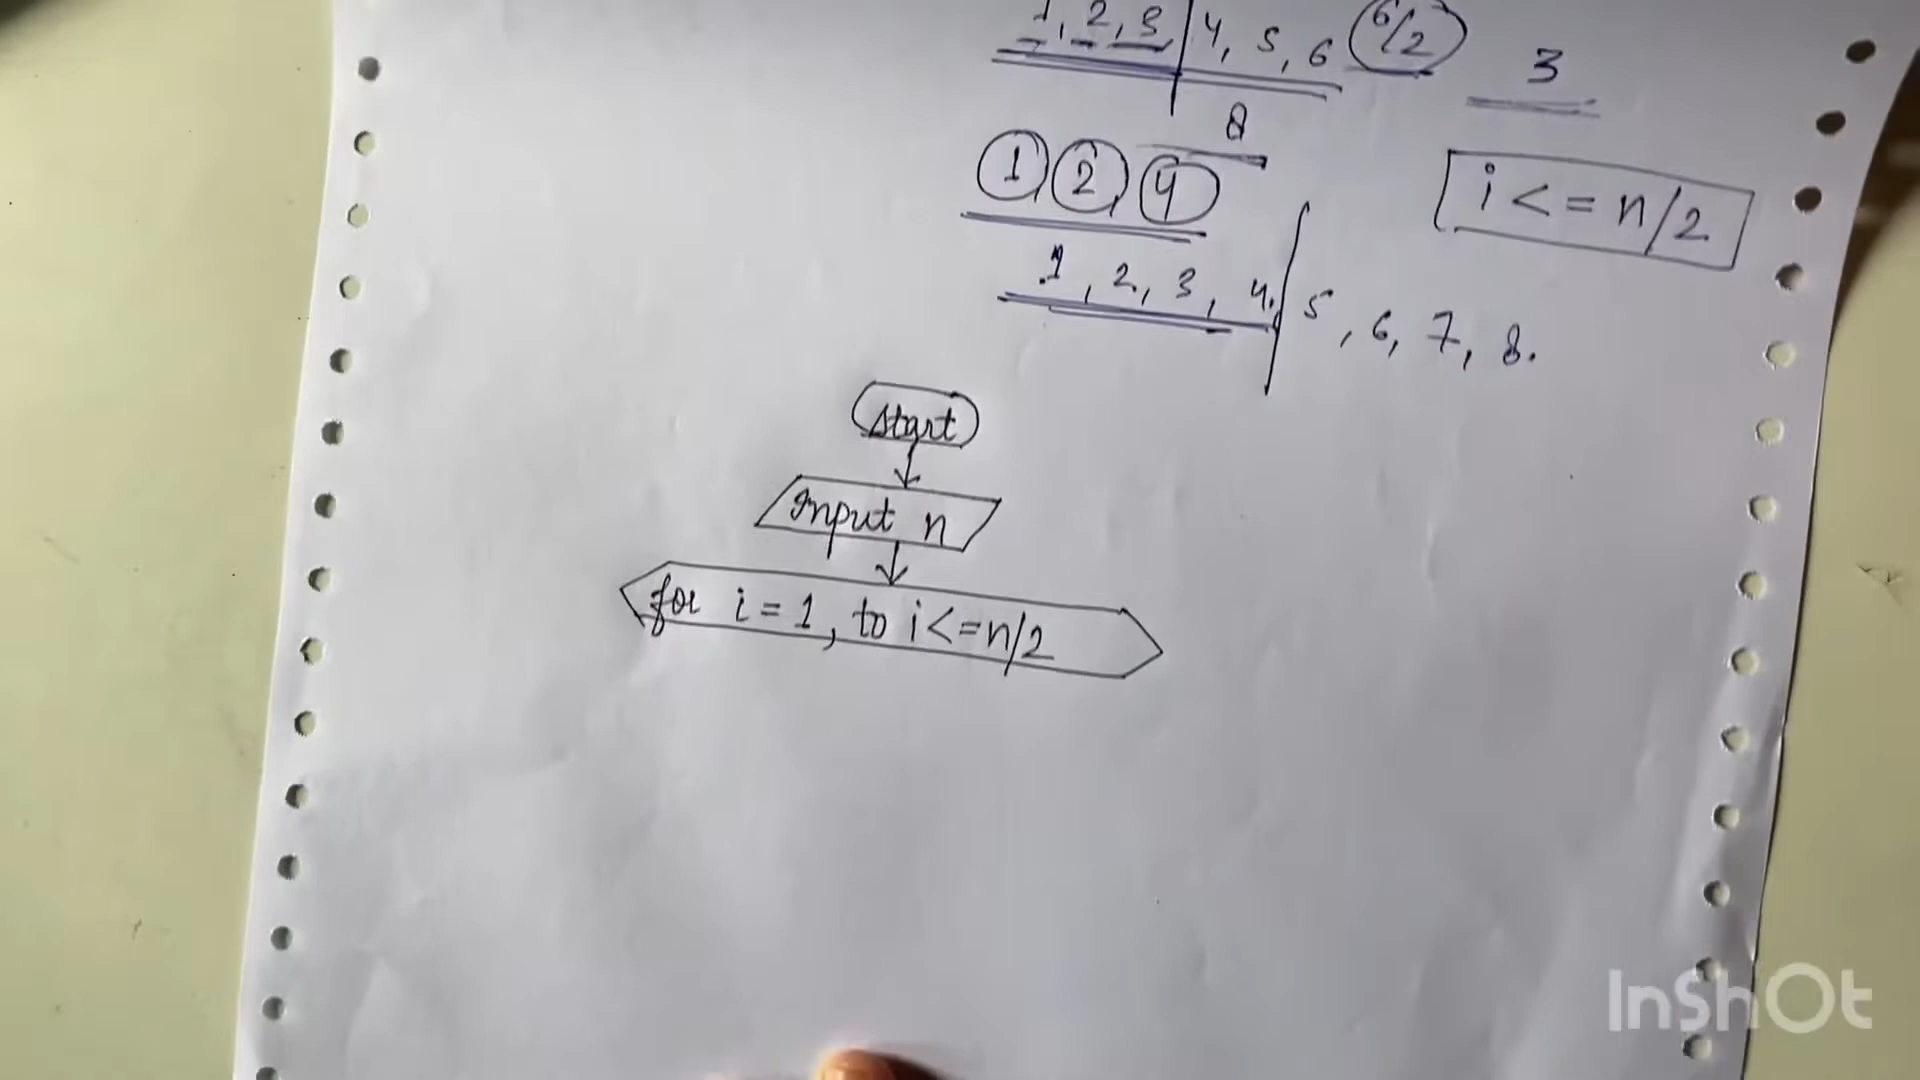 1, 2, 3, 4, 5, 6 6/2 3
8
1, 2, 4
i <= n/2
1, 2, 3, 4, 5, 6, 7, 8.
Start
Input n
for i = 1, to i <= n/2
InShOt